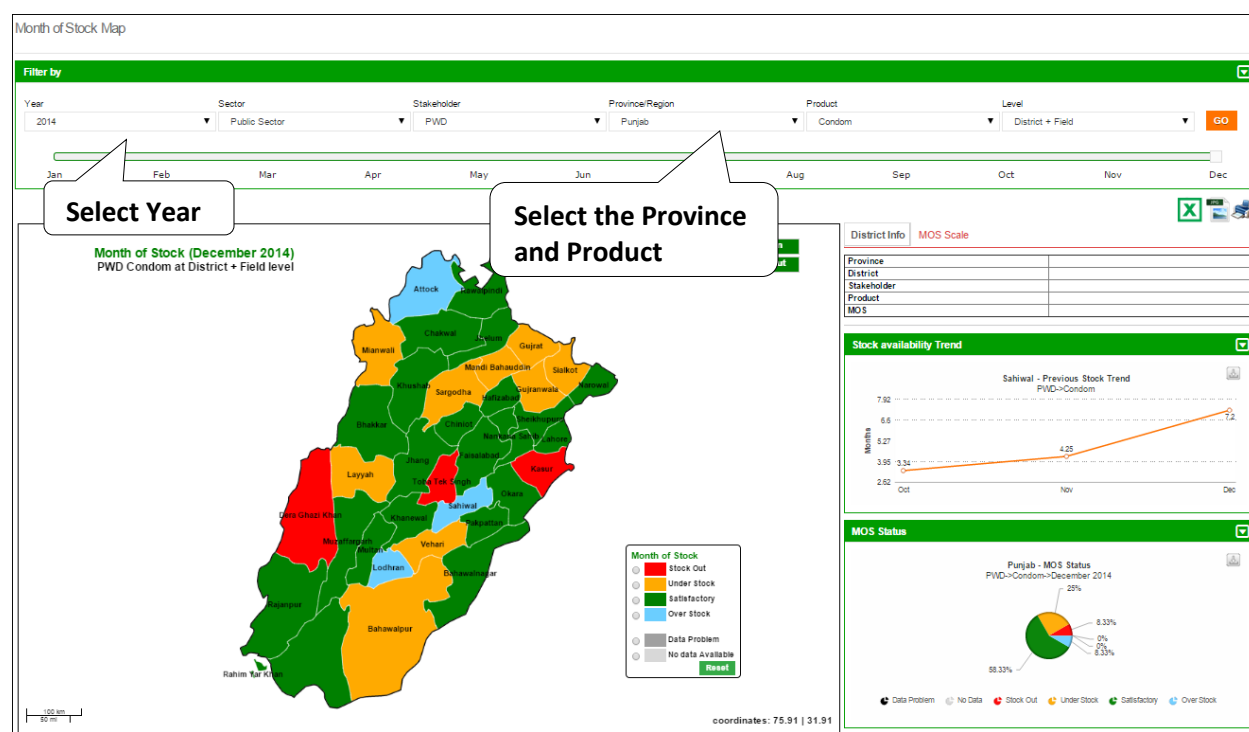 Month of Stock Map
Filter by
Year Sector Stakeholder Province/Region Product Level
2014 Public Sector PWD Punjab Condom District + Field GO
Jan Feb Mar Apr May Jun Aug Sep Oct Nov Dec
Select Year
Select the Province
and Product
Month of Stock (December 2014)
PWD Condom at District + Field level
District Info MOS Scale
Province
District
Stakeholder
Product
MOS
Attock
Rawalpindi
Chakwal
Jhelum
Mianwali
Gujrat
Mandi Bahauddin
Sialkot
Khushab
Sargodha
Gujranwala
Narowal
Hafizabad
Bhakkar
Chiniot
Sheikhupura
Nankana Sahib
Lahore
Jhang
Faisalabad
Layyah
Toba Tek Singh
Kasur
Okara
Sahiwal
Dera Ghazi Khan
Khanewal
Pakpattan
Muzaffargarh
Multan
Vehari
Lodhran
Bahawalnagar
Rajanpur
Bahawalpur
Rahim Yar Khan
Month of Stock
Stock Out
Under Stock
Satisfactory
Over Stock
Data Problem
No data Available
Reset
100 km
50 mi
coordinates: 75.91 | 31.91
Stock availability Trend
Sahiwal - Previous Stock Trend
PWD->Condom
Months
7.92
6.6
5.27
3.95
2.62
3.34
4.25
7.2
Oct Nov Dec
MOS Status
Punjab - MOS Status
PWD->Condom->December 2014
25%
8.33%
0%
0%
8.33%
58.33%
Data Problem No Data Stock Out Under Stock Satisfactory Over Stock